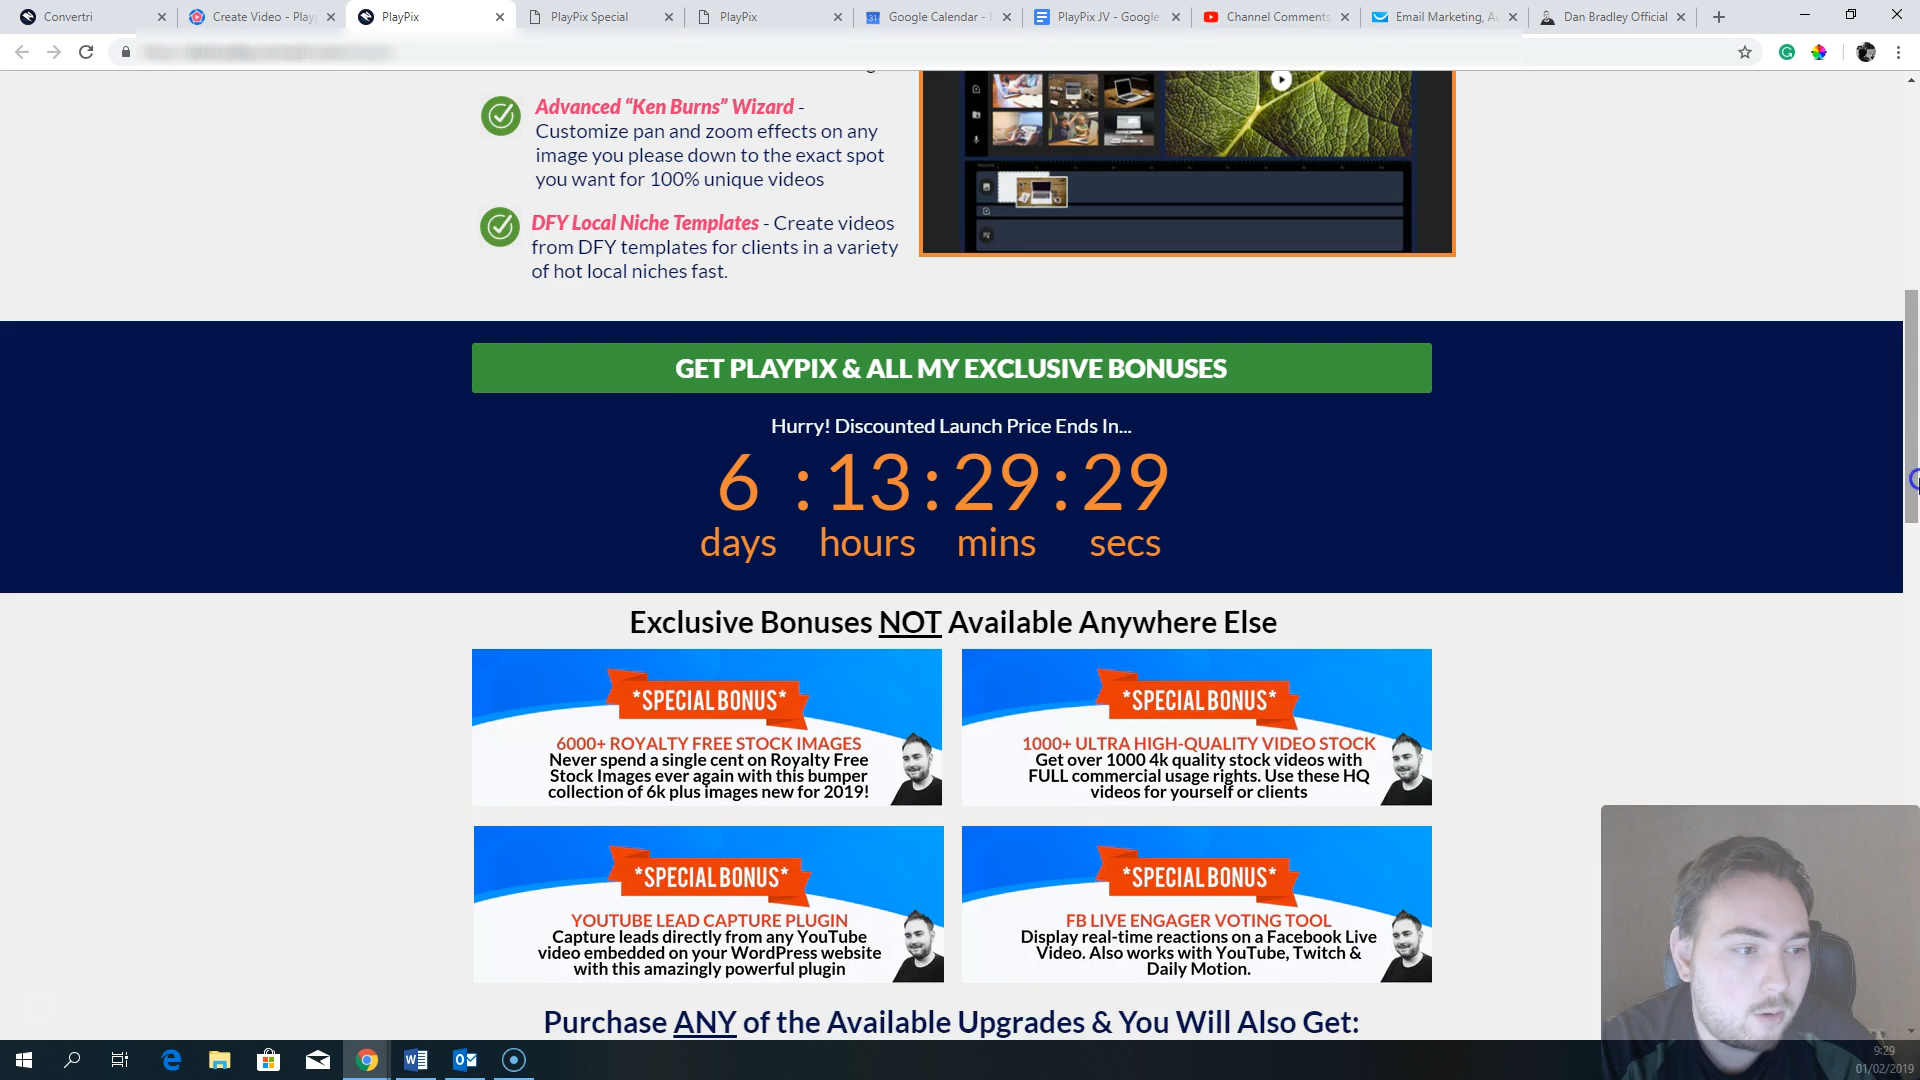 Convertri
Create Video - Play
PlayPix
PlayPix Special
PlayPix
Google Calendar - F
PlayPix JV - Google
Channel Comments
Email Marketing, A
Dan Bradley Official
Advanced “Ken Burns” Wizard -
Customize pan and zoom effects on any
image you please down to the exact spot
you want for 100% unique videos
DFY Local Niche Templates - Create videos
from DFY templates for clients in a variety
of hot local niches fast.
GET PLAYPIX & ALL MY EXCLUSIVE BONUSES
Hurry! Discounted Launch Price Ends In...
6 : 13 : 29 : 29
days hours mins secs
Exclusive Bonuses NOT Available Anywhere Else
*SPECIAL BONUS*
6000+ ROYALTY FREE STOCK IMAGES
Never spend a single cent on Royalty Free
Stock Images ever again with this bumper
collection of 6k plus images new for 2019!
*SPECIAL BONUS*
1000+ ULTRA HIGH-QUALITY VIDEO STOCK
Get over 1000 4k quality stock videos with
FULL commercial usage rights. Use these HQ
videos for yourself or clients
*SPECIAL BONUS*
YOUTUBE LEAD CAPTURE PLUGIN
Capture leads directly from any YouTube
video embedded on your WordPress website
with this amazingly powerful plugin
*SPECIAL BONUS*
FB LIVE ENGAGER VOTING TOOL
Display real-time reactions on a Facebook Live
Video. Also works with YouTube, Twitch &
Daily Motion.
Purchase ANY of the Available Upgrades & You Will Also Get:
9:29
01/02/2019